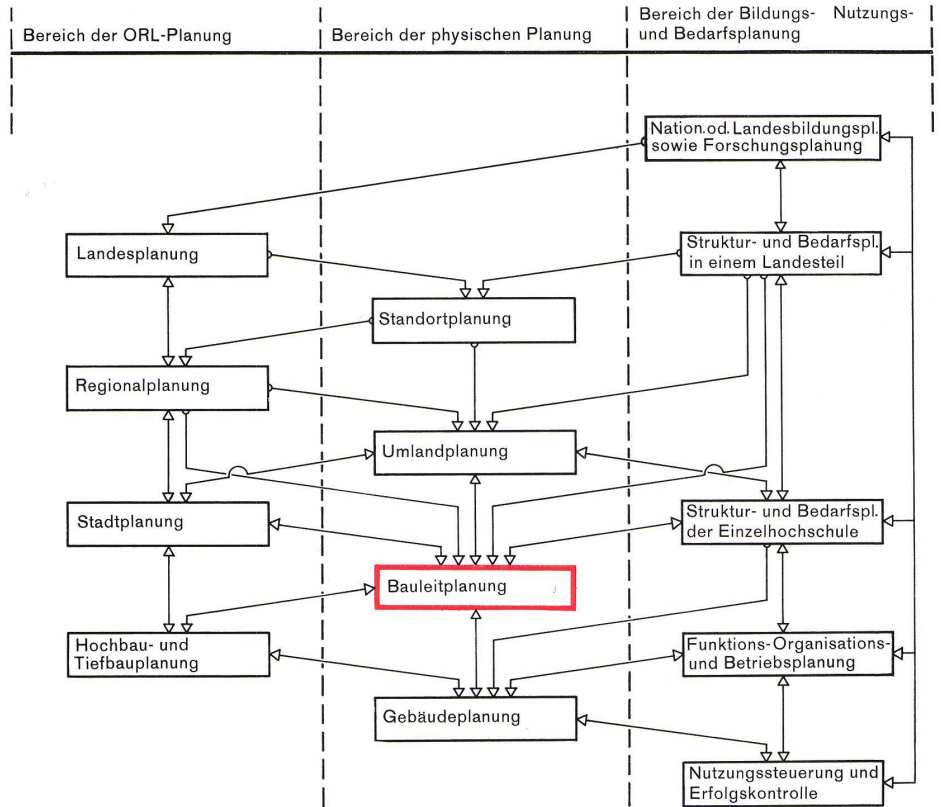 Bereich der ORL-Planung
Bereich der physischen Planung
Bereich der Bildungs- Nutzungs-
und Bedarfsplanung
Nation. od. Landesbildungspl.
sowie Forschungsplanung
Landesplanung
Struktur- und Bedarfspl.
in einem Landesteil
Standortplanung
Regionalplanung
Umlandplanung
Stadtplanung
Struktur- und Bedarfspl.
der Einzelhochschule
Bauleitplanung
Hochbau- und
Tiefbauplanung
Funktions-Organisations-
und Betriebsplanung
Gebäudeplanung
Nutzungssteuerung und
Erfolgskontrolle